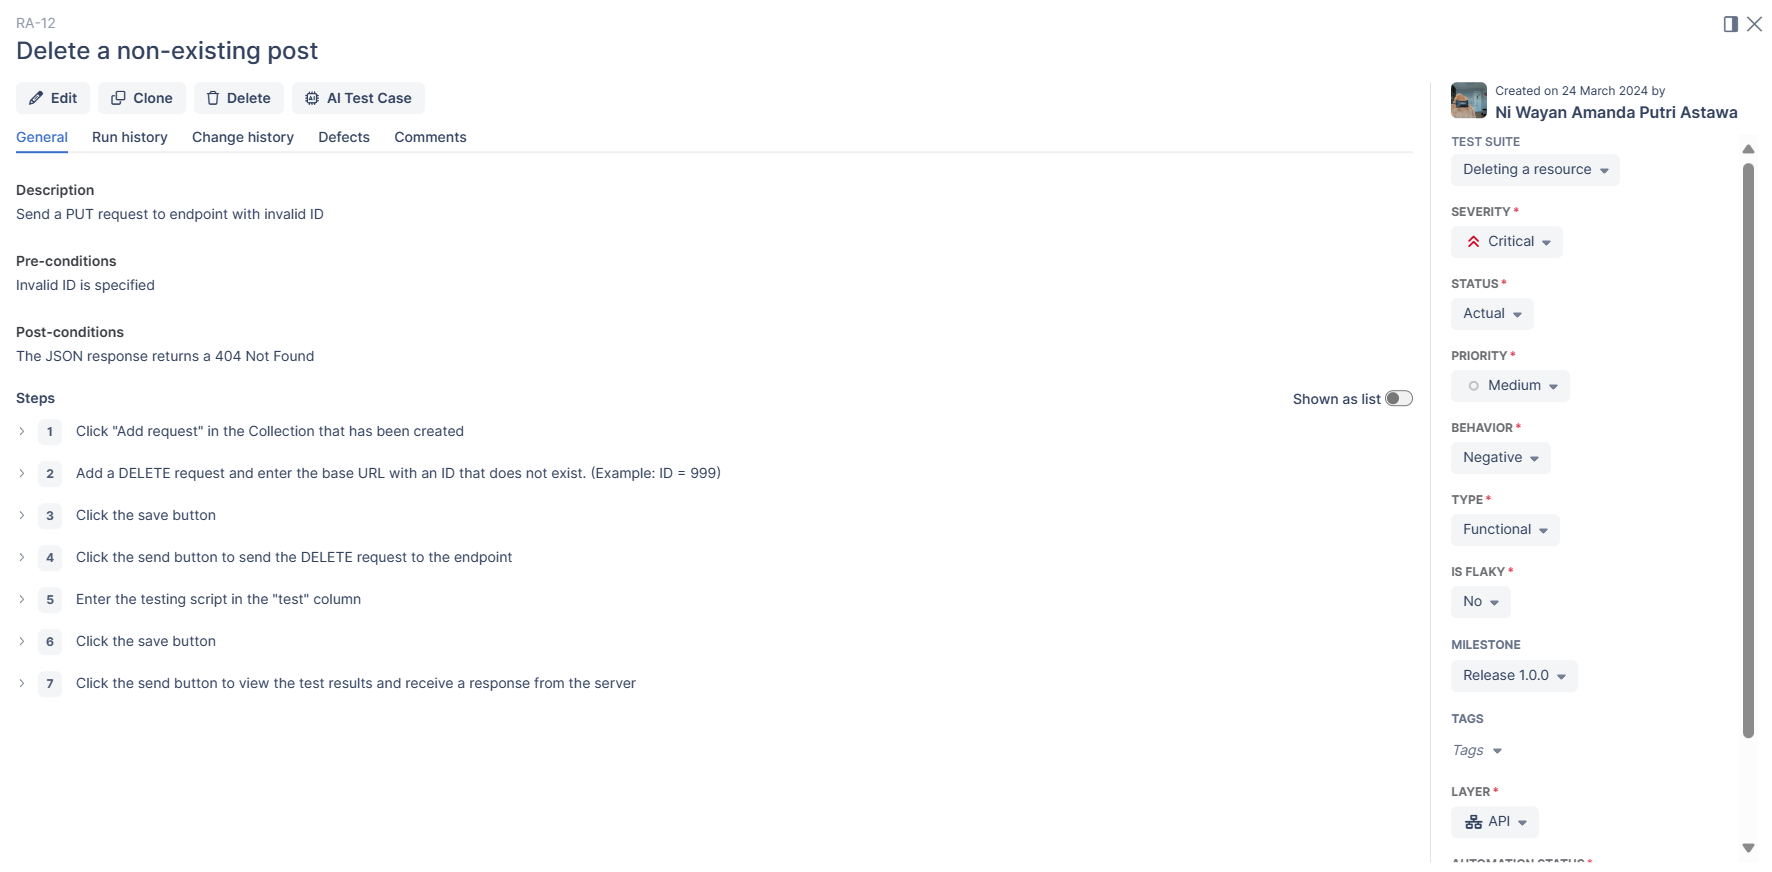 RA-12
Delete a non-existing post
Edit
Clone
Delete
AI Test Case
General
Run history
Change history
Defects
Comments
Description
Send a PUT request to endpoint with invalid ID
Pre-conditions
Invalid ID is specified
Post-conditions
The JSON response returns a 404 Not Found
Steps
Shown as list
1 Click "Add request" in the Collection that has been created
2 Add a DELETE request and enter the base URL with an ID that does not exist. (Example: ID = 999)
3 Click the save button
4 Click the send button to send the DELETE request to the endpoint
5 Enter the testing script in the "test" column
6 Click the save button
7 Click the send button to view the test results and receive a response from the server
Created on 24 March 2024 by
Ni Wayan Amanda Putri Astawa
TEST SUITE
Deleting a resource
SEVERITY*
Critical
STATUS*
Actual
PRIORITY*
Medium
BEHAVIOR*
Negative
TYPE*
Functional
IS FLAKY*
No
MILESTONE
Release 1.0.0
TAGS
Tags
LAYER*
API
AUTOMATION STATUS*